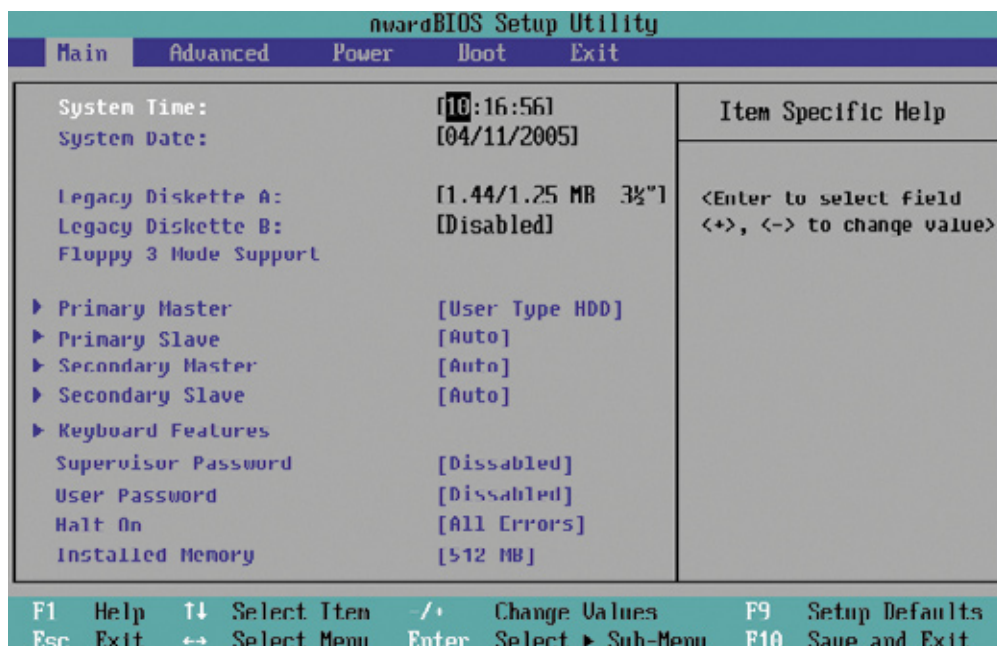 AwardBIOS Setup Utility
Main Advanced Power Boot Exit
System Time: [10:16:56]
System Date: [04/11/2005]
Item Specific Help
Legacy Diskette A: [1.44/1.25 MB 3½"]
Legacy Diskette B: [Disabled]
Floppy 3 Mode Support
<Enter to select field
<+>, <-> to change value>
▶ Primary Master [User Type HDD]
▶ Primary Slave [Auto]
▶ Secondary Master [Auto]
▶ Secondary Slave [Auto]
▶ Keyboard Features
Supervisor Password [Dissabled]
User Password [Dissabled]
Halt On [All Errors]
Installed Memory [512 MB]
F1 Help ↑↓ Select Item -/+ Change Values F9 Setup Defaults
Esc Exit ↔ Select Menu Enter Select ▶ Sub-Menu F10 Save and Exit